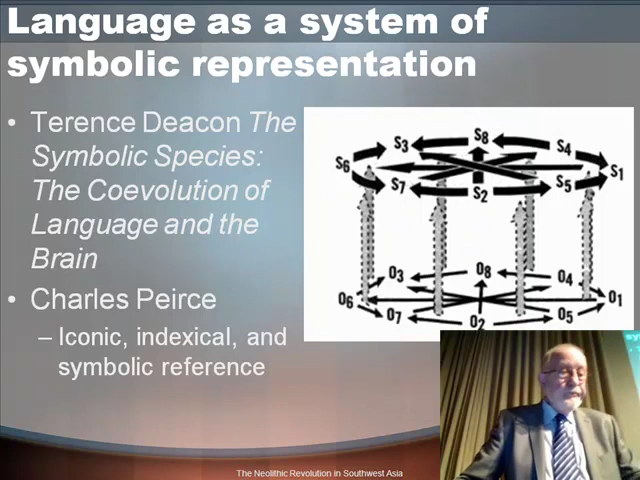 Language as a system of
symbolic representation
• Terence Deacon The
Symbolic Species:
The Coevolution of
Language and the
Brain
• Charles Peirce
– Iconic, indexical, and
symbolic reference
S3 S8 S4
S6 S1
S7 S2 S5
O3 O8 O4
O6 O1
O7 O2 O5
The Neolithic Revolution in Southwest Asia